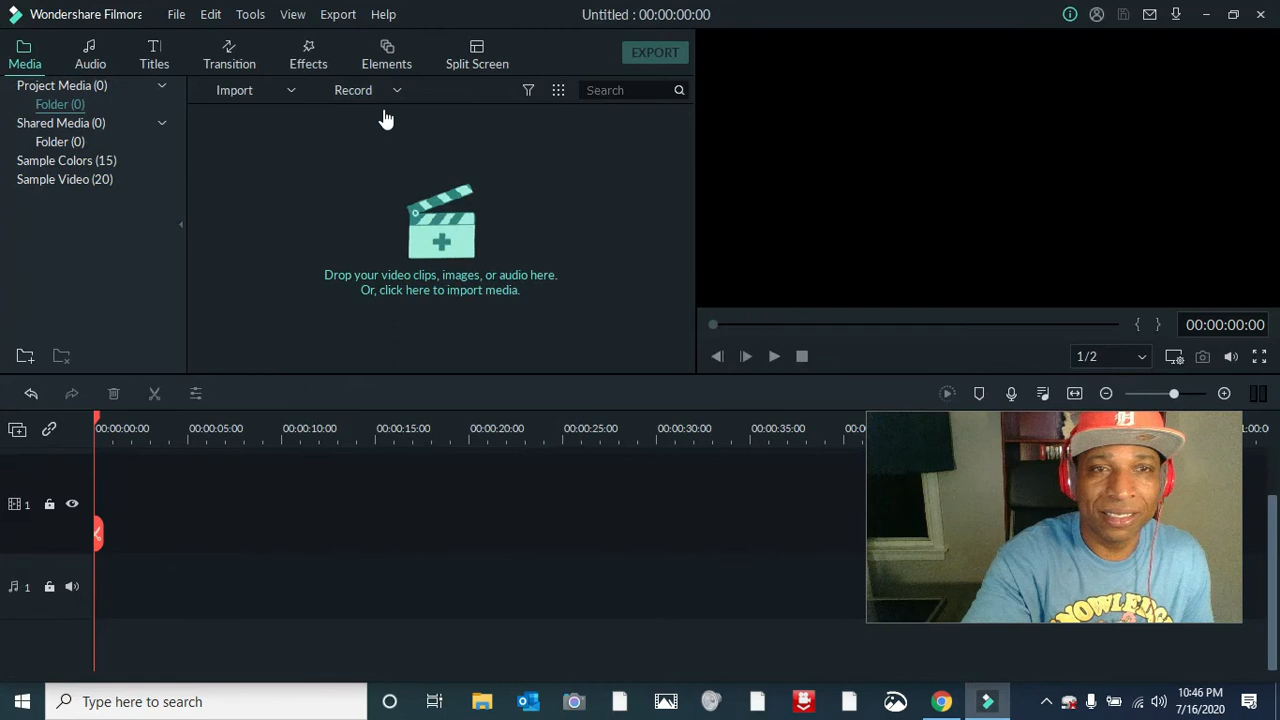 Wondershare Filmora
File Edit Tools View Export Help
Untitled : 00:00:00:00
Media Audio Titles Transition Effects Elements Split Screen
EXPORT
Import Record Search
Project Media (0)
Folder (0)
Shared Media (0)
Folder (0)
Sample Colors (15)
Sample Video (20)
Drop your video clips, images, or audio here.
Or, click here to import media.
{ } 00:00:00:00
1/2
00:00:00:00 00:00:05:00 00:00:10:00 00:00:15:00 00:00:20:00 00:00:25:00 00:00:30:00 00:00:35:00
1
1
D
KNOWLEDGE
Type here to search
10:46 PM
7/16/2020